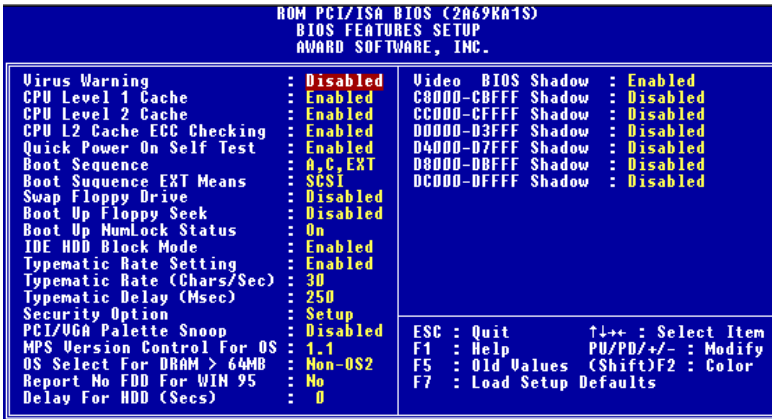 ROM PCI/ISA BIOS (2A69KA1S)
BIOS FEATURES SETUP
AWARD SOFTWARE, INC.
Virus Warning : Disabled
CPU Level 1 Cache : Enabled
CPU Level 2 Cache : Enabled
CPU L2 Cache ECC Checking : Enabled
Quick Power On Self Test : Enabled
Boot Sequence : A,C,EXT
Boot Suquence EXT Means : SCSI
Swap Floppy Drive : Disabled
Boot Up Floppy Seek : Disabled
Boot Up NumLock Status : On
IDE HDD Block Mode : Enabled
Typematic Rate Setting : Enabled
Typematic Rate (Chars/Sec) : 30
Typematic Delay (Msec) : 250
Security Option : Setup
PCI/VGA Palette Snoop : Disabled
MPS Version Control For OS : 1.1
OS Select For DRAM > 64MB : Non-OS2
Report No FDD For WIN 95 : No
Delay For HDD (Secs) : 0
Video BIOS Shadow : Enabled
C8000-CBFFF Shadow : Disabled
CC000-CFFFF Shadow : Disabled
D0000-D3FFF Shadow : Disabled
D4000-D7FFF Shadow : Disabled
D8000-DBFFF Shadow : Disabled
DC000-DFFFF Shadow : Disabled
ESC : Quit ↑↓→← : Select Item
F1 : Help PU/PD/+/- : Modify
F5 : Old Values (Shift)F2 : Color
F7 : Load Setup Defaults